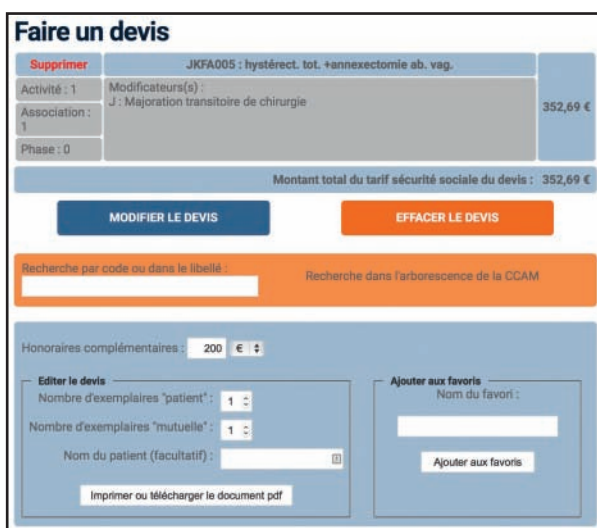 Faire un devis
Supprimer
JKFA005 : hystérect. tot. +annexectomie ab. vag.
Activité : 1
Association :
1
Phase : 0
Modificateurs(s) :
J : Majoration transitoire de chirurgie
352,69 €
Montant total du tarif sécurité sociale du devis : 352,69 €
MODIFIER LE DEVIS
EFFACER LE DEVIS
Recherche par code ou dans le libellé :
Recherche dans l'arborescence de la CCAM
Honoraires complémentaires : 200 €
Editer le devis
Nombre d'exemplaires "patient" : 1
Nombre d'exemplaires "mutuelle" : 1
Nom du patient (facultatif) :
Imprimer ou télécharger le document pdf
Ajouter aux favoris
Nom du favori :
Ajouter aux favoris